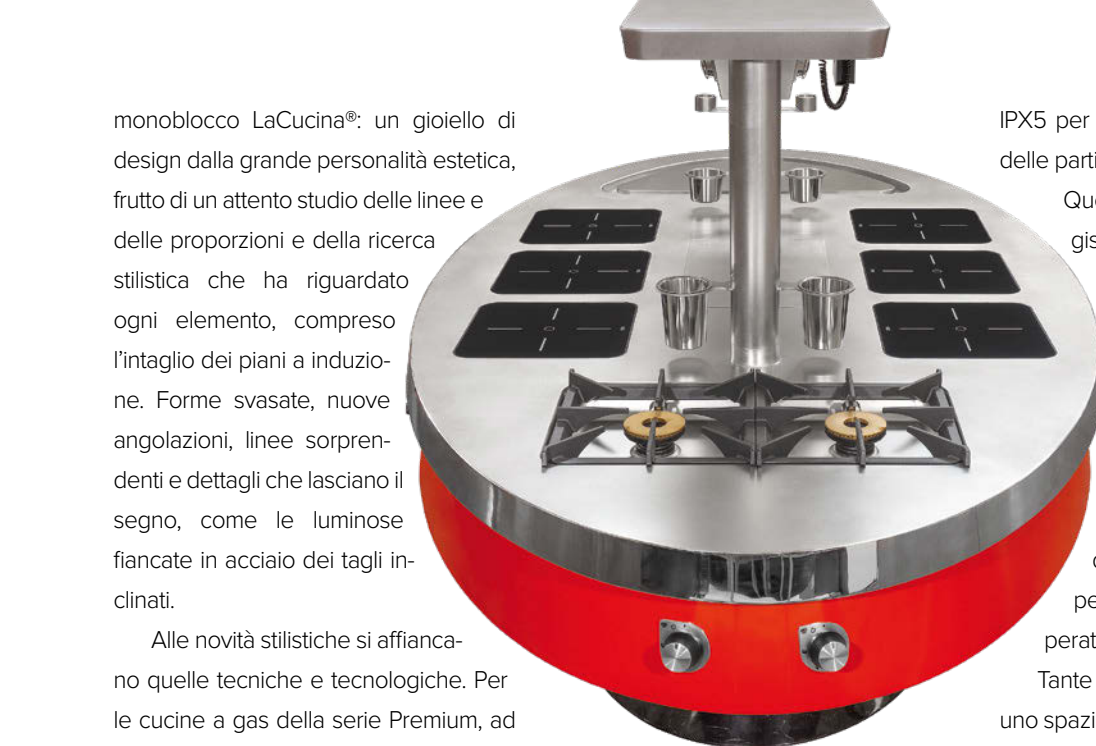 monoblocco LaCucina®: un gioiello di
design dalla grande personalità estetica,
frutto di un attento studio delle linee e
delle proporzioni e della ricerca
stilistica che ha riguardato
ogni elemento, compreso
l'intaglio dei piani a induzio-
ne. Forme svasate, nuove
angolazioni, linee sorpren-
denti e dettagli che lasciano il
segno, come le luminose
fiancate in acciaio dei tagli in-
clinati.
Alle novità stilistiche si affianca-
no quelle tecniche e tecnologiche. Per
le cucine a gas della serie Premium, ad
IPX5 per
delle parti
Tante
uno spazi